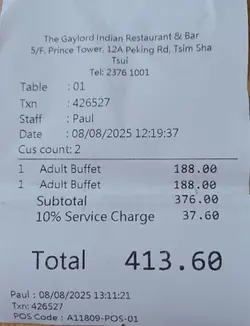 The Gaylord Indian Restaurant & Bar
5/F, Prince Tower, 12A Peking Rd, Tsim Sha
Tsui
Tel: 2376 1001
Table : 01
Txn : 426527
Staff : Paul
Date : 08/08/2025 12:19:37
Cus count: 2
1 Adult Buffet 188.00
1 Adult Buffet 188.00
Subtotal 376.00
10% Service Charge 37.60
Total 413.60
Paul : 08/08/2025 13:11:21
Txn: 426527
POS Code : A11809-POS-01